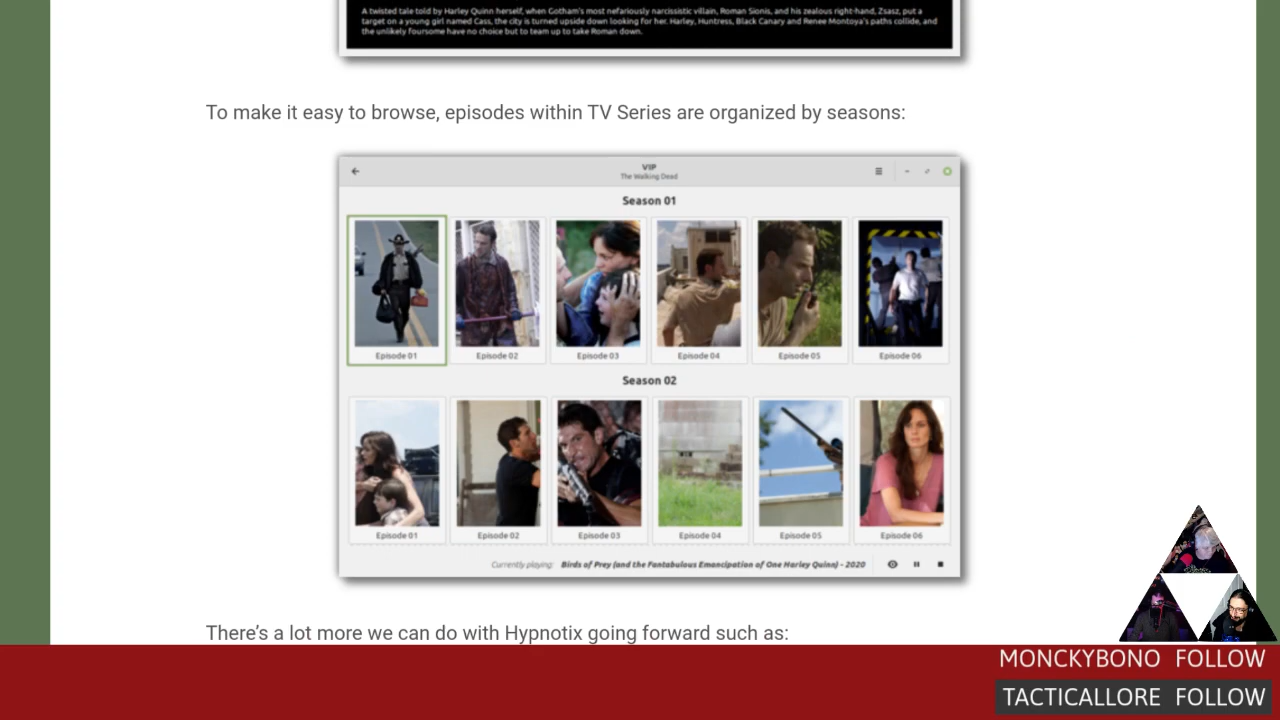 A twisted tale told by Harley Quinn herself, when Gotham's most nefariously narcissistic villain, Roman Sionis, and his zealous right-hand, Zsasz, put a
target on a young girl named Cass, the city is turned upside down looking for her. Harley, Huntress, Black Canary and Renee Montoya's paths collide, and
the unlikely foursome have no choice but to team up to take Roman down.
To make it easy to browse, episodes within TV Series are organized by seasons:
VIP
The Walking Dead
Season 01
Episode 01 Episode 02 Episode 03 Episode 04 Episode 05 Episode 06
Season 02
Episode 01 Episode 02 Episode 03 Episode 04 Episode 05 Episode 06
Currently playing: Birds of Prey (and the Fantabulous Emancipation of One Harley Quinn) - 2020
There's a lot more we can do with Hypnotix going forward such as:
MONCKYBONO FOLLOW
TACTICALLORE FOLLOW